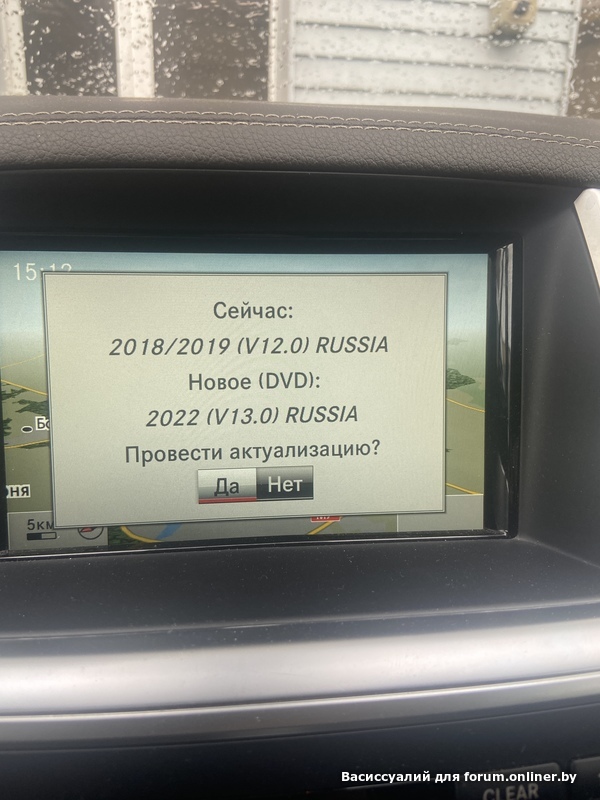 15:12
Сейчас:
2018/2019 (V12.0) RUSSIA
Новое (DVD):
2022 (V13.0) RUSSIA
Провести актуализацию?
Да Нет
5км
CLEAR
Васиссуалий для forum.onliner.by